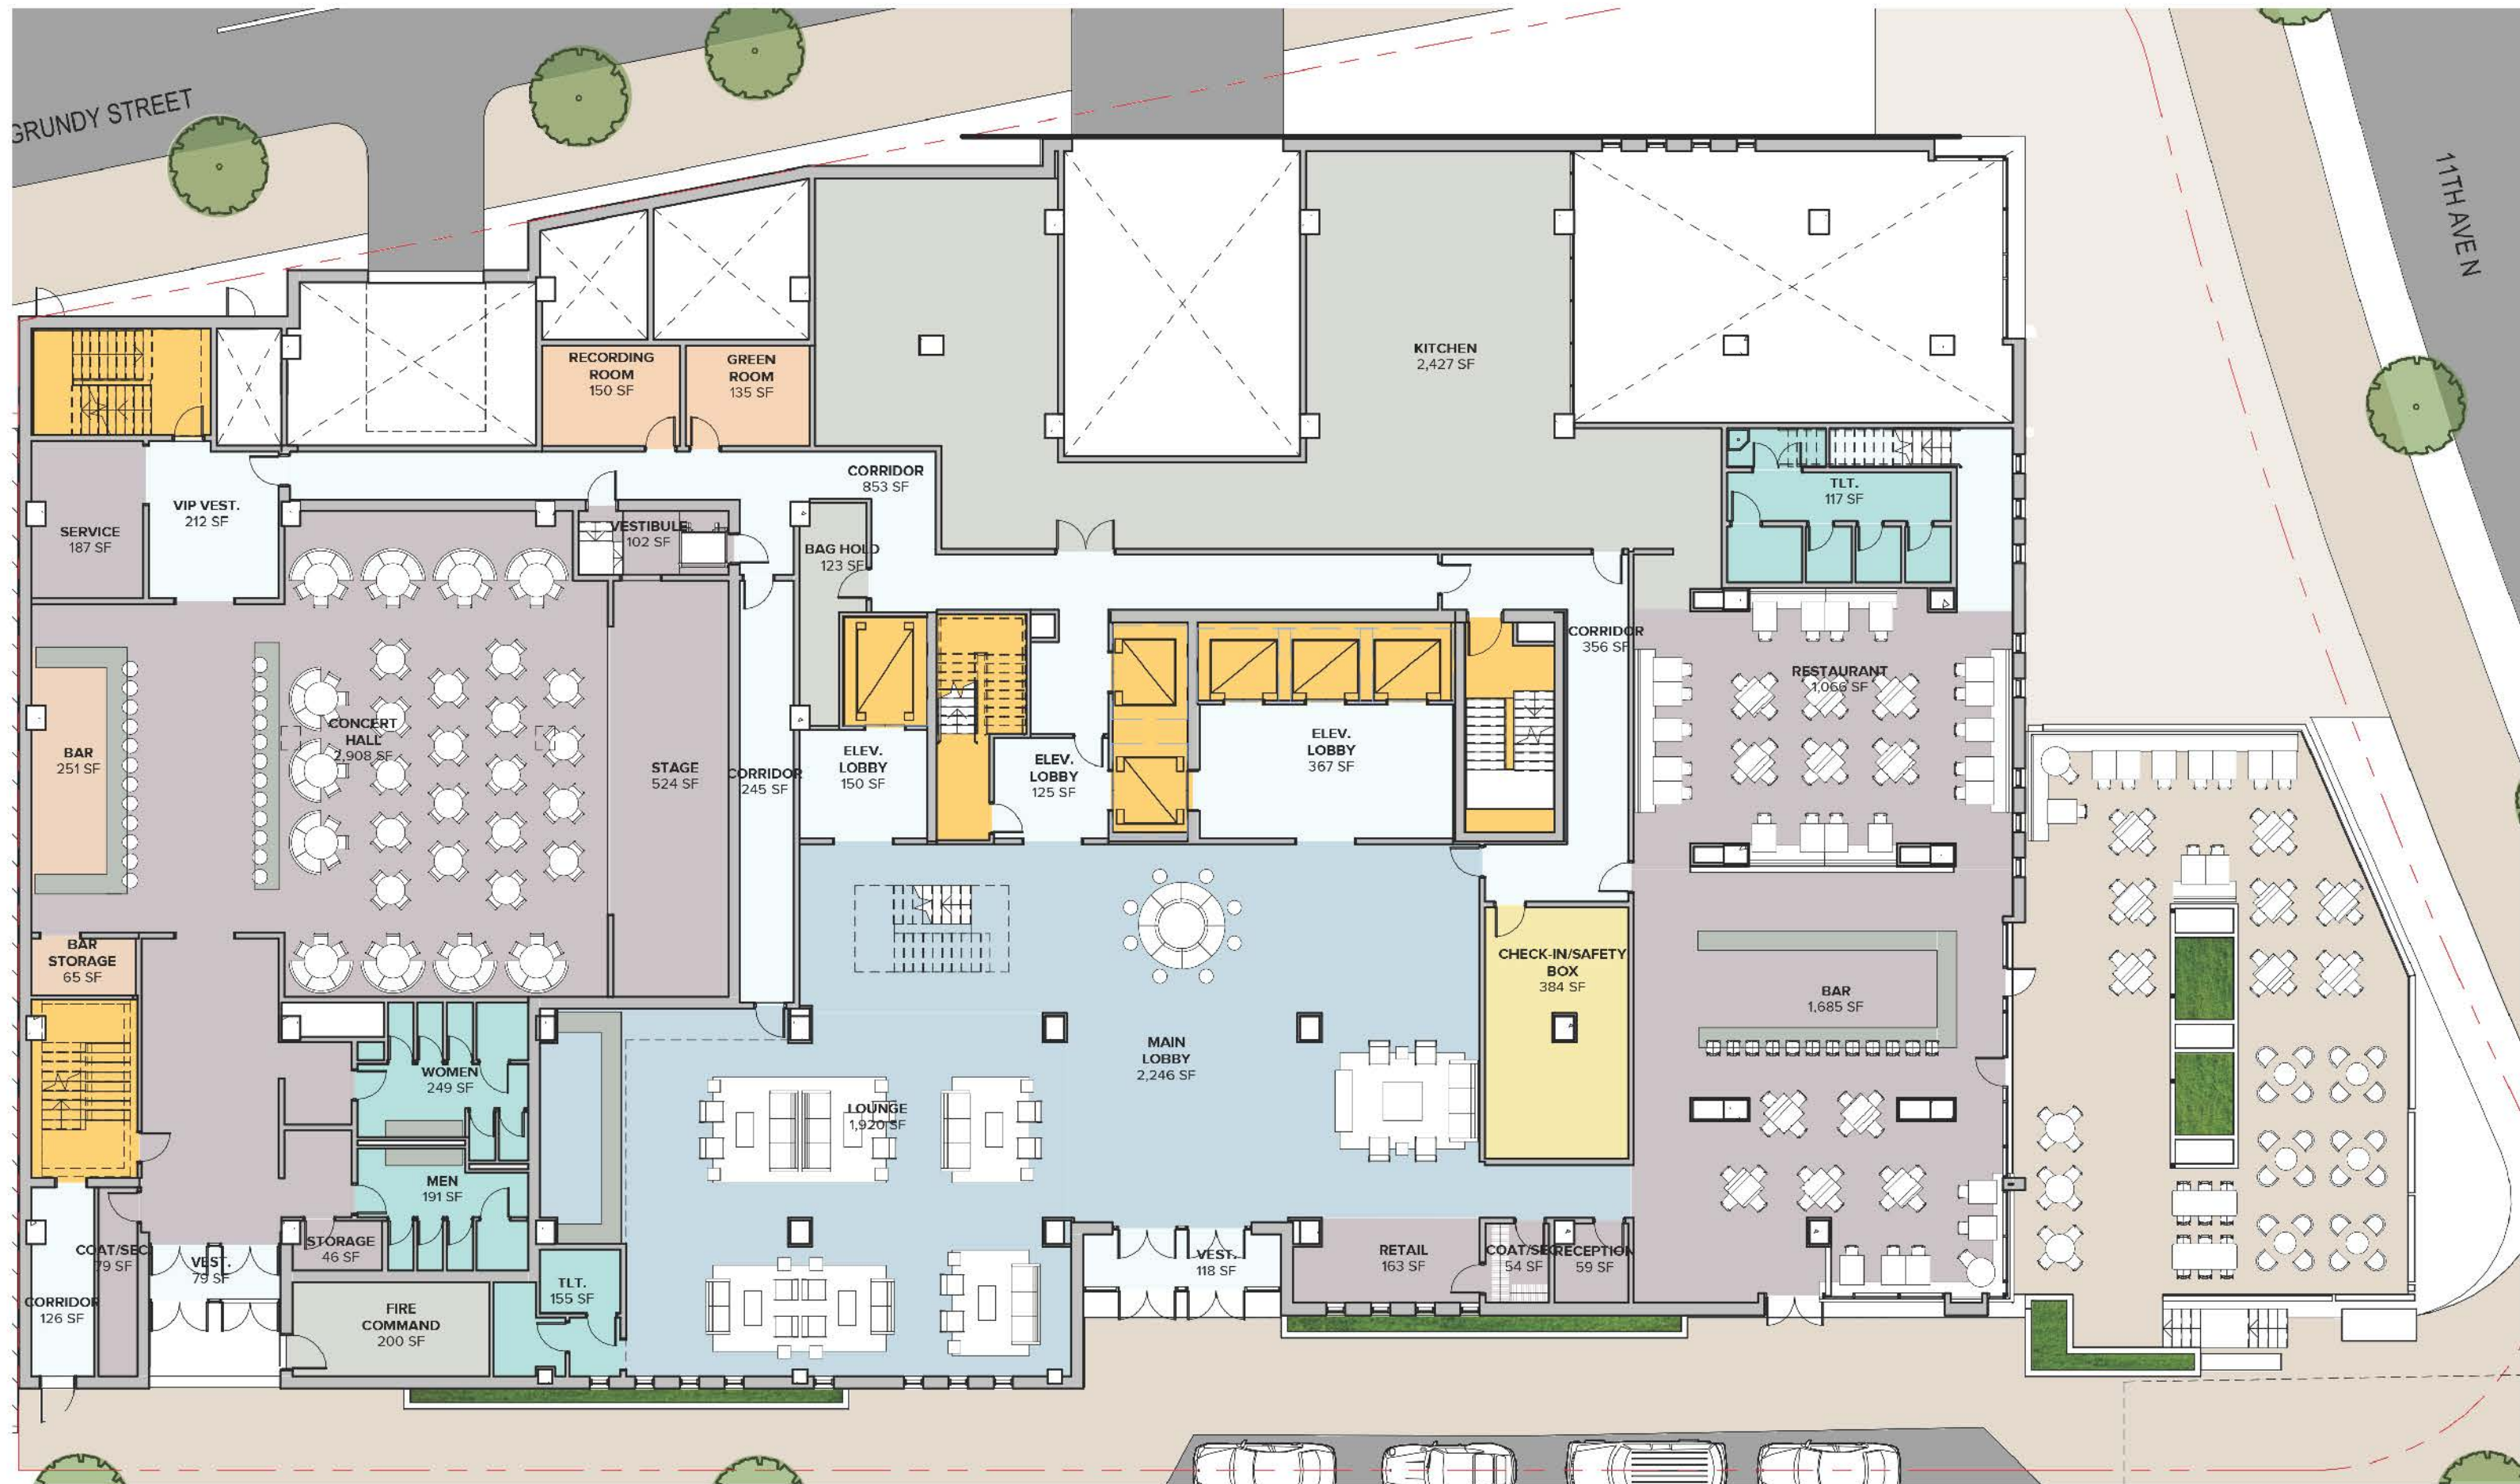 GRUNDY STREET
11TH AVE N
RECORDING
ROOM
150 SF
GREEN
ROOM
135 SF
KITCHEN
2,427 SF
CORRIDOR
853 SF
TLT.
117 SF
VIP VEST.
212 SF
SERVICE
187 SF
VESTIBULE
102 SF
BAG HOLD
123 SF
CORRIDOR
356 SF
RESTAURANT
1,066 SF
CONCERT
HALL
2,908 SF
BAR
251 SF
STAGE
524 SF
CORRIDOR
245 SF
ELEV.
LOBBY
150 SF
ELEV.
LOBBY
125 SF
ELEV.
LOBBY
367 SF
BAR
STORAGE
65 SF
CHECK-IN/SAFETY
BOX
384 SF
BAR
1,685 SF
WOMEN
249 SF
MAIN
LOBBY
2,246 SF
LOUNGE
1,920 SF
MEN
191 SF
STORAGE
46 SF
COAT/SEC
79 SF
VEST.
79 SF
CORRIDOR
126 SF
FIRE
COMMAND
200 SF
TLT.
155 SF
VEST.
118 SF
RETAIL
163 SF
COAT/SEC
54 SF
RECEPTION
59 SF